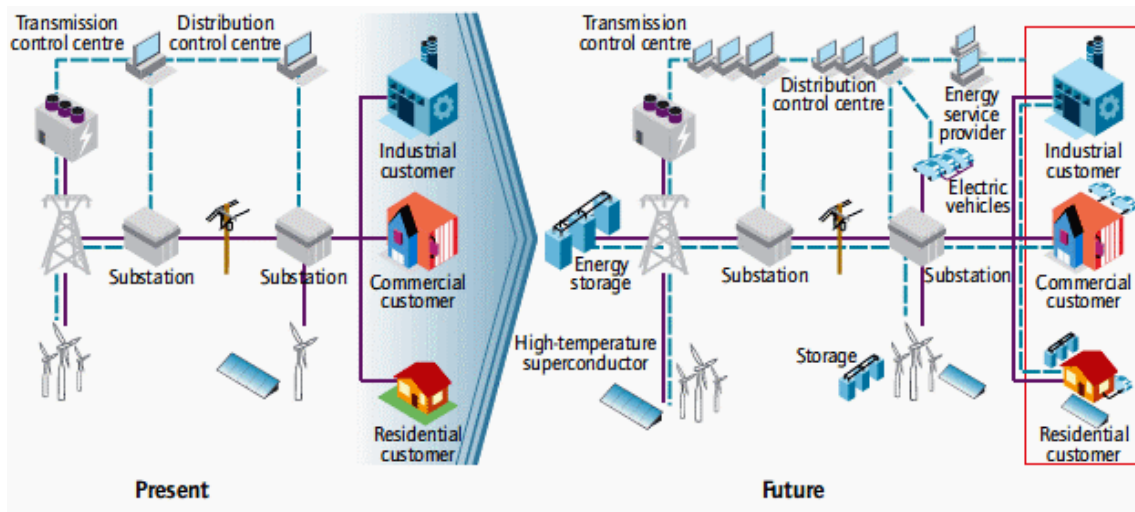 Transmission
control centre
Distribution
control centre
Industrial
customer
Substation
Substation
Commercial
customer
Residential
customer
Present
Transmission
control centre
Distribution
control centre
Energy
service
provider
Industrial
customer
Electric
vehicles
Energy
storage
Substation
Substation
Commercial
customer
High-temperature
superconductor
Storage
Residential
customer
Future